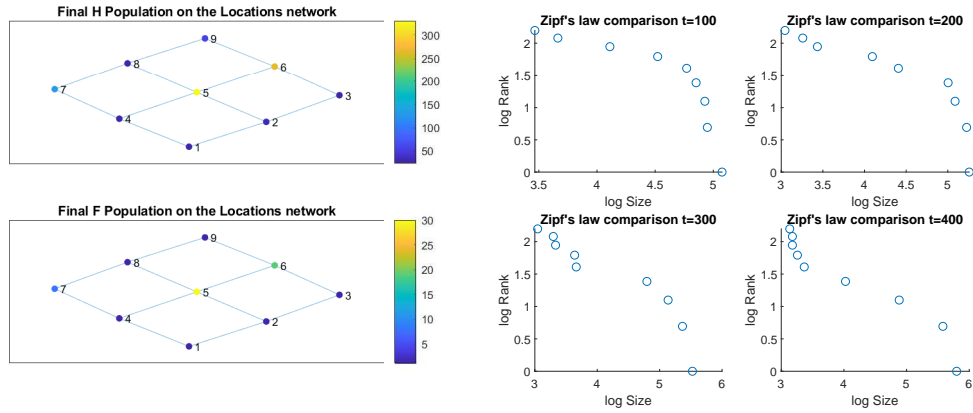 Final H Population on the Locations network
9
8
6
7
5
3
4
2
1
300
250
200
150
100
50
Final F Population on the Locations network
9
8
6
7
5
3
4
2
1
30
25
20
15
10
5
Zipf's law comparison t=100
log Rank
2
1.5
1
0.5
0
3.5 4 4.5 5
log Size
Zipf's law comparison t=200
log Rank
2
1.5
1
0.5
0
3 3.5 4 4.5 5
log Size
Zipf's law comparison t=300
log Rank
2
1.5
1
0.5
0
3 4 5 6
log Size
Zipf's law comparison t=400
log Rank
2
1.5
1
0.5
0
3 4 5 6
log Size